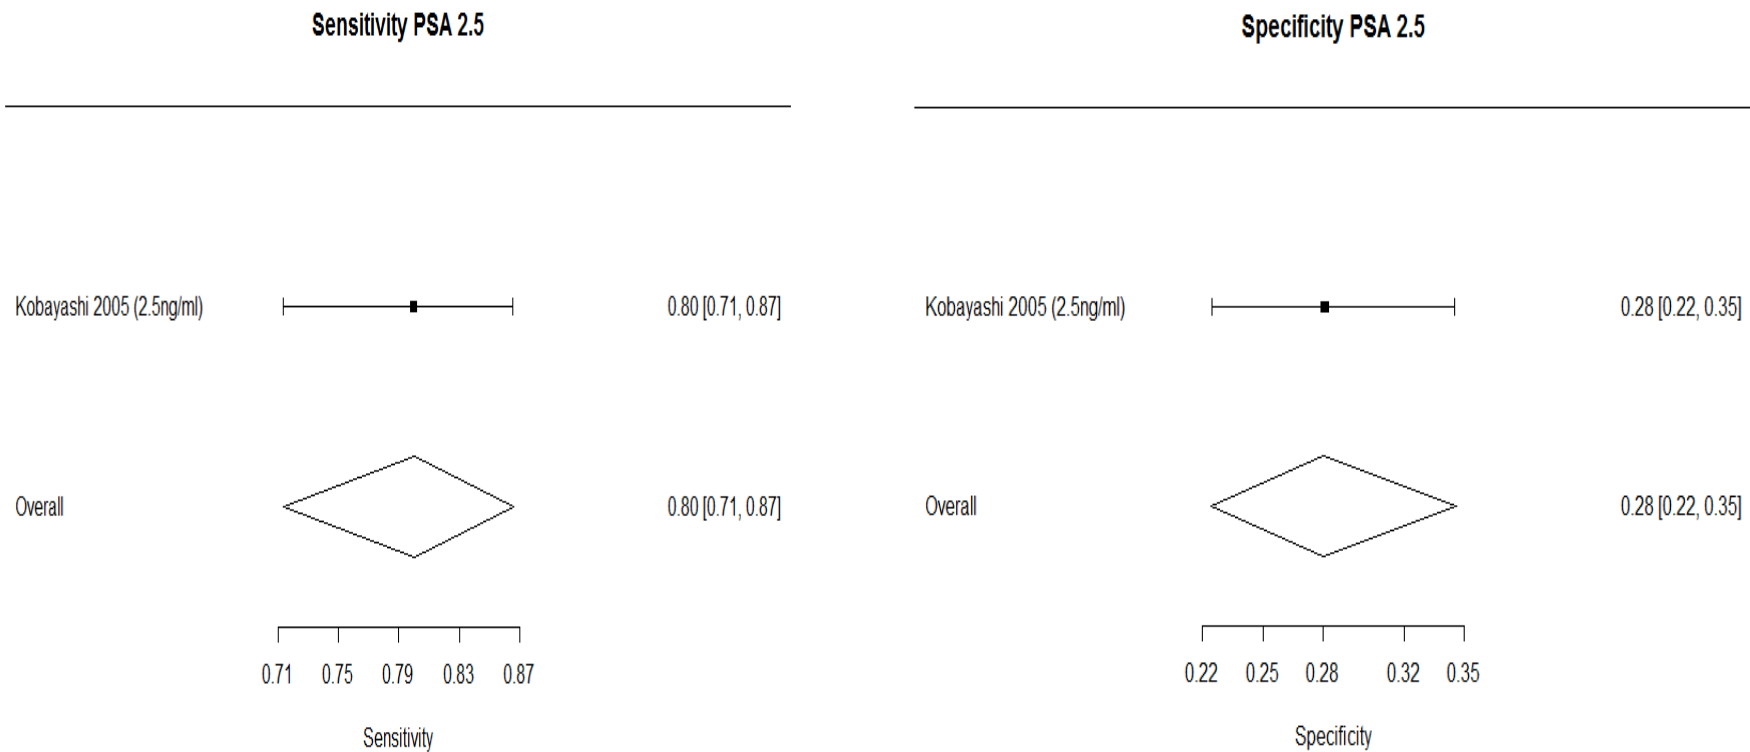 Sensitivity PSA 2.5
Kobayashi 2005 (2.5ng/ml) 0.80 [0.71, 0.87]
Overall 0.80 [0.71, 0.87]
0.71 0.75 0.79 0.83 0.87
Sensitivity
Specificity PSA 2.5
Kobayashi 2005 (2.5ng/ml) 0.28 [0.22, 0.35]
Overall 0.28 [0.22, 0.35]
0.22 0.25 0.28 0.32 0.35
Specificity